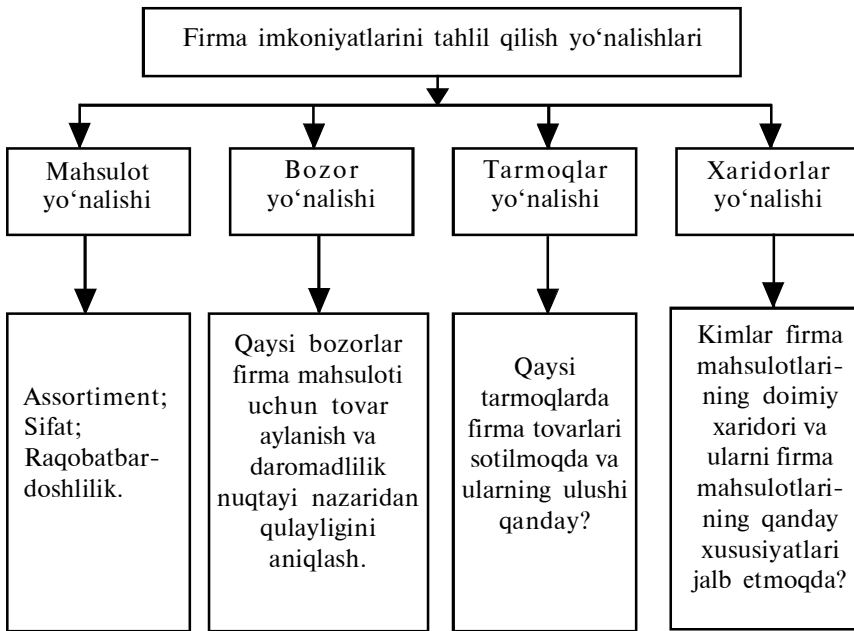 Firma imkoniyatlarini tahlil qilish yo‘nalishlari
Mahsulot
yo‘nalishi
Bozor
yo‘nalishi
Tarmoqlar
yo‘nalishi
Xaridorlar
yo‘nalishi
Assortiment;
Sifat;
Raqobatbar-
doshlilik.
Qaysi bozorlar
firma mahsuloti
uchun tovar
aylanish va
daromadlilik
nuqtayi nazaridan
qulayligini
aniqlash.
Qaysi
tarmoqlarda
firma tovarlari
sotilmoqda va
ularning ulushi
qanday?
Kimlar firma
mahsulotlari-
ning doimiy
xaridori va
ularni firma
mahsulotlari-
ning qanday
xususiyatlari
jalb etmoqda?